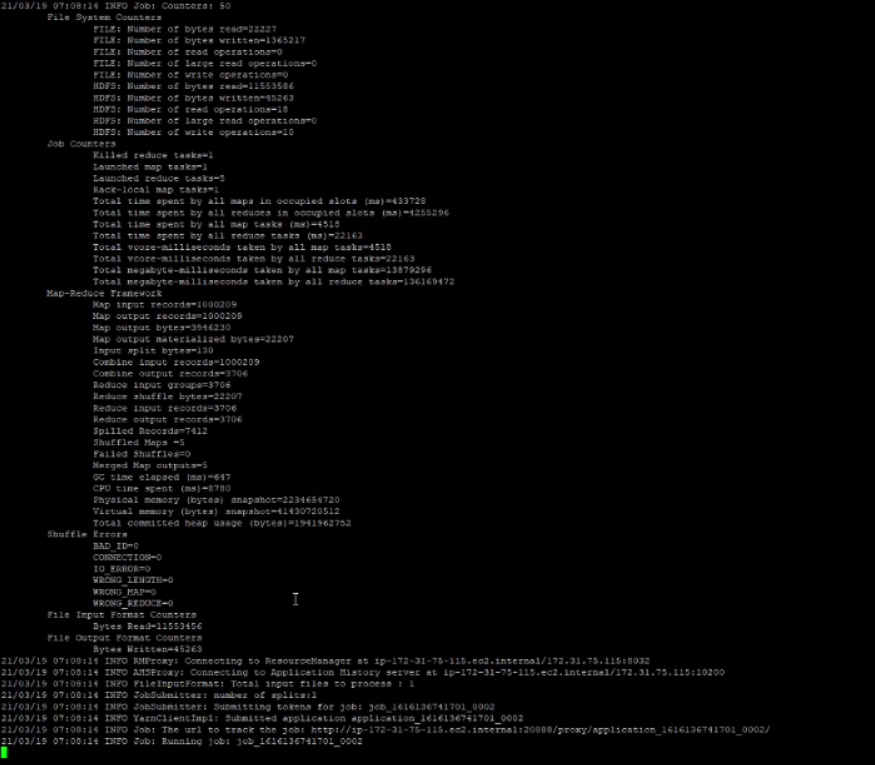 21/03/19 07:08:14 INFO Job: Counters: 50
File System Counters
FILE: Number of bytes read=22227
FILE: Number of bytes written=1365217
FILE: Number of read operations=0
FILE: Number of large read operations=0
FILE: Number of write operations=0
HDFS: Number of bytes read=11553586
HDFS: Number of bytes written=45263
HDFS: Number of read operations=18
HDFS: Number of large read operations=0
HDFS: Number of write operations=10
Job Counters
Killed reduce tasks=1
Launched map tasks=1
Launched reduce tasks=5
Rack-local map tasks=1
Total time spent by all maps in occupied slots (ms)=433728
Total time spent by all reduces in occupied slots (ms)=4255296
Total time spent by all map tasks (ms)=4518
Total time spent by all reduce tasks (ms)=22163
Total vcore-milliseconds taken by all map tasks=4518
Total vcore-milliseconds taken by all reduce tasks=22163
Total megabyte-milliseconds taken by all map tasks=13879296
Total megabyte-milliseconds taken by all reduce tasks=136169472
Map-Reduce Framework
Map input records=1000209
Map output records=1000209
Map output bytes=3946230
Map output materialized bytes=22207
Input split bytes=130
Combine input records=1000209
Combine output records=3706
Reduce input groups=3706
Reduce shuffle bytes=22207
Reduce input records=3706
Reduce output records=3706
Spilled Records=7412
Shuffled Maps =5
Failed Shuffles=0
Merged Map outputs=5
GC time elapsed (ms)=647
CPU time spent (ms)=8780
Physical memory (bytes) snapshot=2234654720
Virtual memory (bytes) snapshot=41430720512
Total committed heap usage (bytes)=1941962752
Shuffle Errors
BAD_ID=0
CONNECTION=0
IO_ERROR=0
WRONG_LENGTH=0
WRONG_MAP=0
WRONG_REDUCE=0
File Input Format Counters
Bytes Read=11553456
File Output Format Counters
Bytes Written=45263
21/03/19 07:08:14 INFO RMProxy: Connecting to ResourceManager at ip-172-31-75-115.ec2.internal/172.31.75.115:8032
21/03/19 07:08:14 INFO AHSProxy: Connecting to Application History server at ip-172-31-75-115.ec2.internal/172.31.75.115:10200
21/03/19 07:08:14 INFO FileInputFormat: Total input files to process : 1
21/03/19 07:08:14 INFO JobSubmitter: number of splits:1
21/03/19 07:08:14 INFO JobSubmitter: Submitting tokens for job: job_1616136741701_0002
21/03/19 07:08:14 INFO YarnClientImpl: Submitted application application_1616136741701_0002
21/03/19 07:08:14 INFO Job: The url to track the job: http://ip-172-31-75-115.ec2.internal:20888/proxy/application_1616136741701_0002/
21/03/19 07:08:14 INFO Job: Running job: job_1616136741701_0002